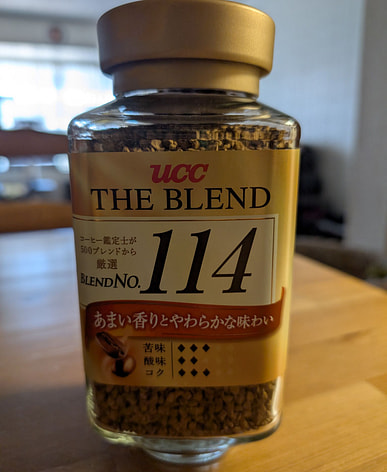 UCC
THE BLEND
コーヒー鑑定士が
500ブレンドから
厳選
BLEND NO. 114
あまい香りとやわらかな味わい
苦味 ◆◆◆
酸味 ◆◆
コク ◆◆◆